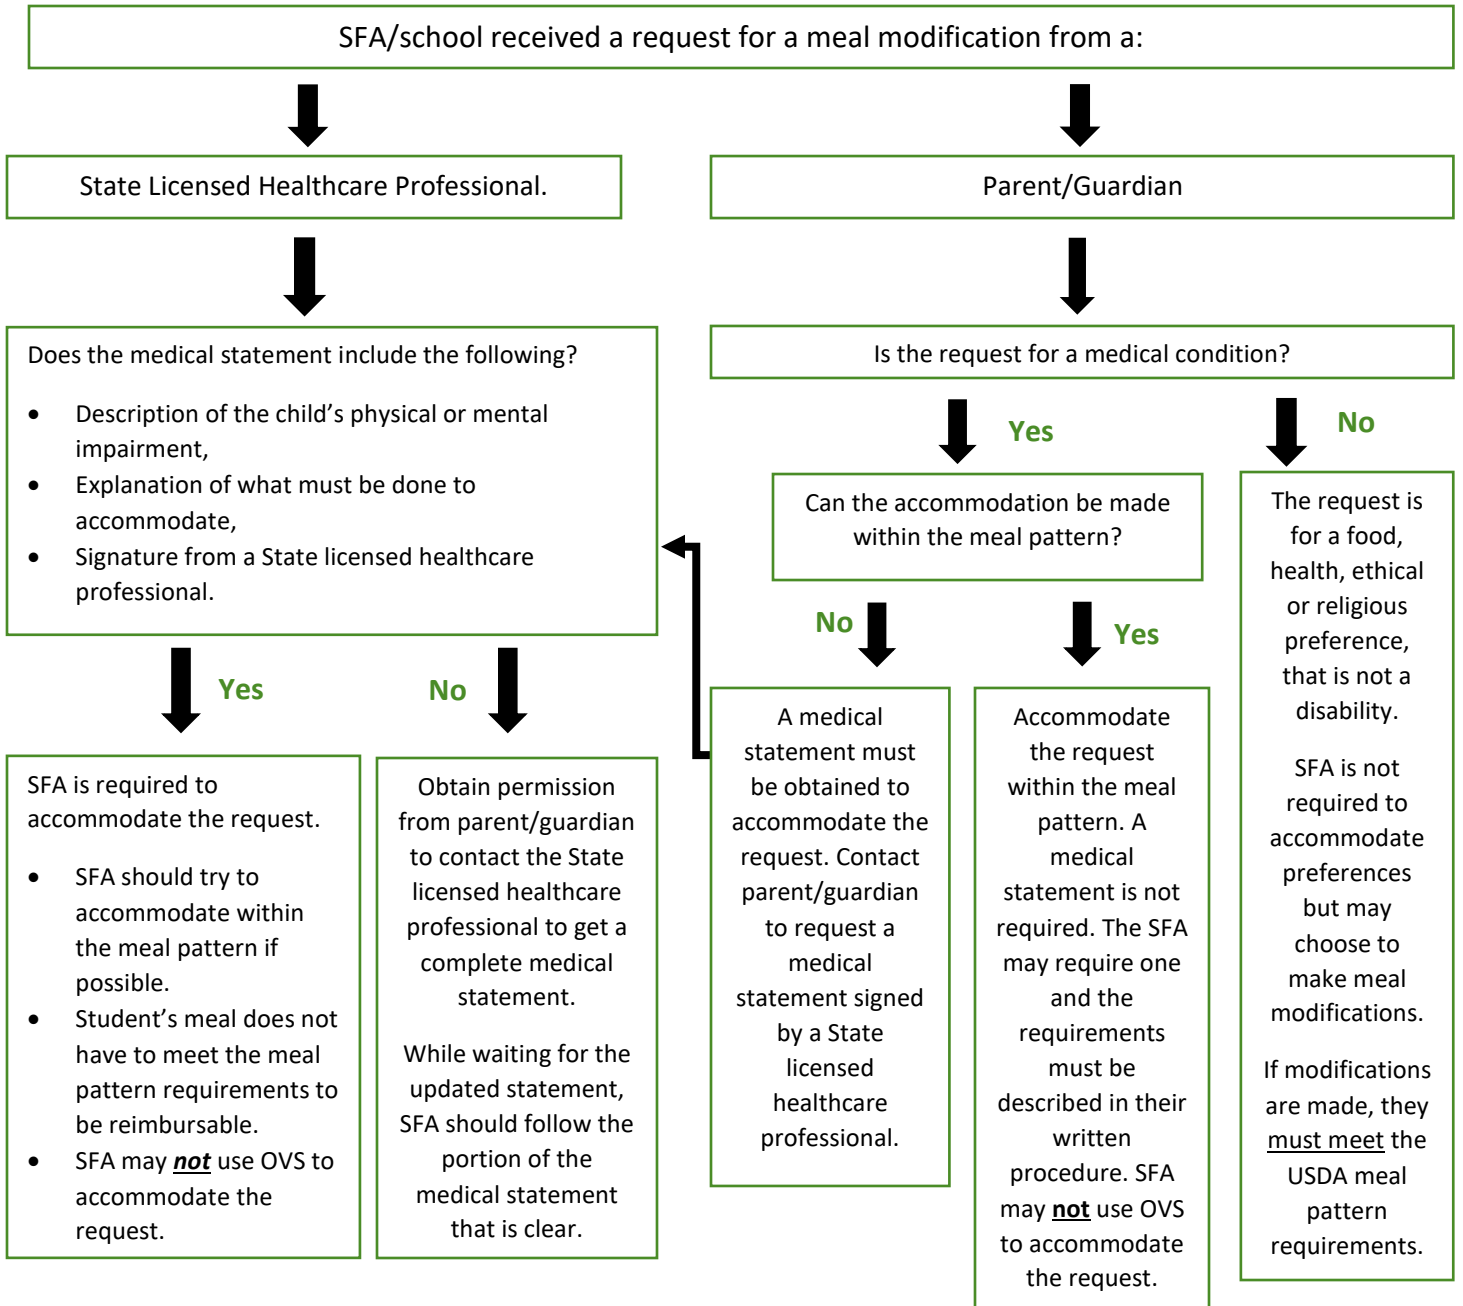 SFA/school received a request for a meal modification from a:
State Licensed Healthcare Professional.
Parent/Guardian
Does the medical statement include the following?
• Description of the child's physical or mental
impairment,
• Explanation of what must be done to
accommodate,
• Signature from a State licensed healthcare
professional.
Is the request for a medical condition?
Yes
No
Can the accommodation be made
within the meal pattern?
No
Yes
The request is
for a food,
health, ethical
or religious
preference,
that is not a
disability.
SFA is not
required to
accommodate
preferences
but may
choose to
make meal
modifications.
If modifications
are made, they
must meet the
USDA meal
pattern
requirements.
Yes
No
SFA is required to
accommodate the request.
• SFA should try to
accommodate within
the meal pattern if
possible.
• Student's meal does not
have to meet the meal
pattern requirements to
be reimbursable.
• SFA may not use OVS to
accommodate the
request.
Obtain permission
from parent/guardian
to contact the State
licensed healthcare
professional to get a
complete medical
statement.
While waiting for the
updated statement,
SFA should follow the
portion of the
medical statement
that is clear.
A medical
statement must
be obtained to
accommodate the
request. Contact
parent/guardian
to request a
medical
statement signed
by a State
licensed
healthcare
professional.
Accommodate
the request
within the meal
pattern. A
medical
statement is not
required. The SFA
may require one
and the
requirements
must be
described in their
written
procedure. SFA
may not use OVS
to accommodate
the request.